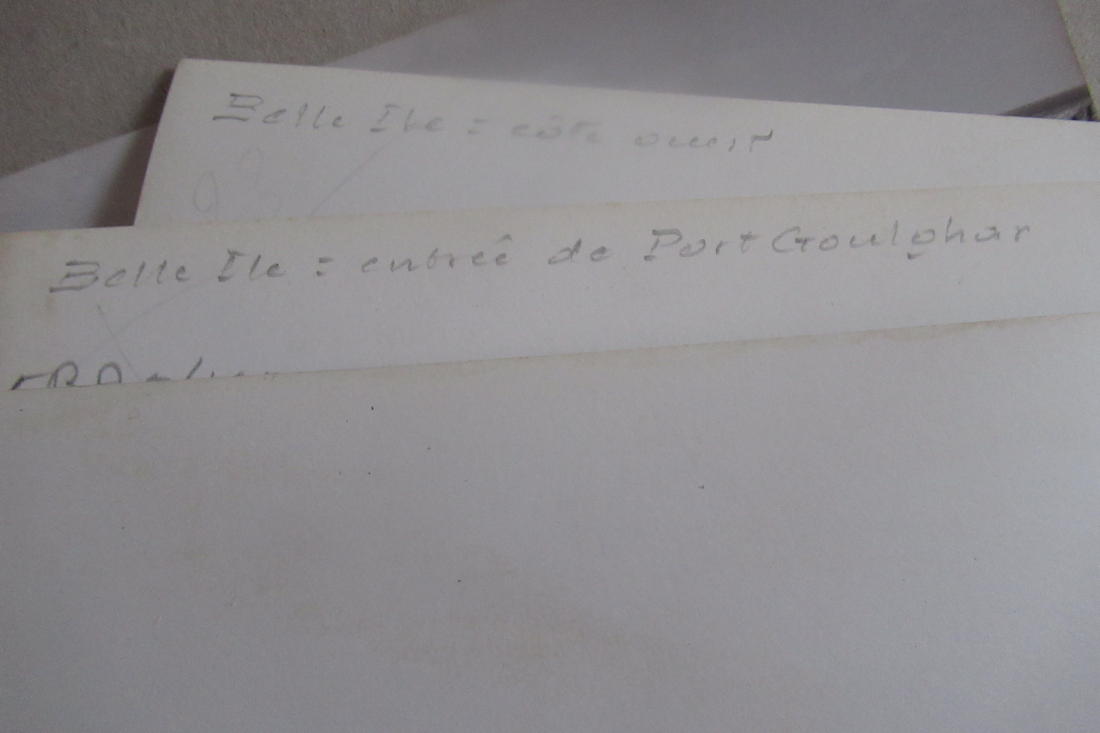 Belle Ile : côte ouest
Belle Ile : entrée de Port Goulphar